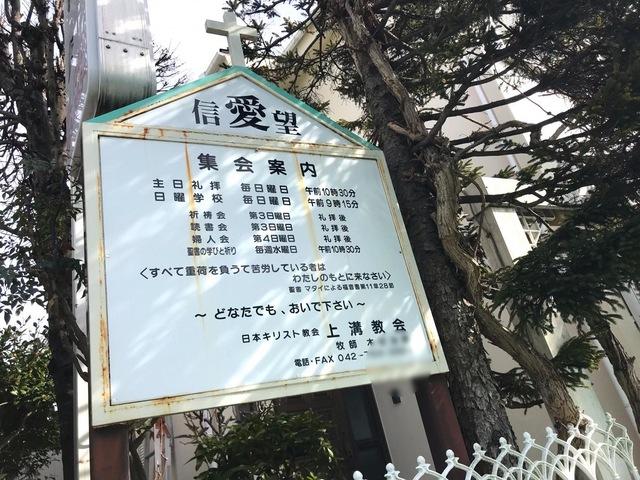 信愛望
集会案内
主日礼拝 毎日曜日 午前10時30分
日曜学校 毎日曜日 午前9時15分
祈祷会 第3日曜日 礼拝後
読書会 第3日曜日 礼拝後
婦人会 第4日曜日 礼拝後
聖書の学びと祈り 毎週水曜日 午前10時30分
〈すべて重荷を負うて苦労している者は
わたしのもとに来なさい〉
聖書 マタイによる福音書第11章28節
～どなたでも、おいで下さい～
日本キリスト教会 上溝教会
牧師
電話・FAX 042-